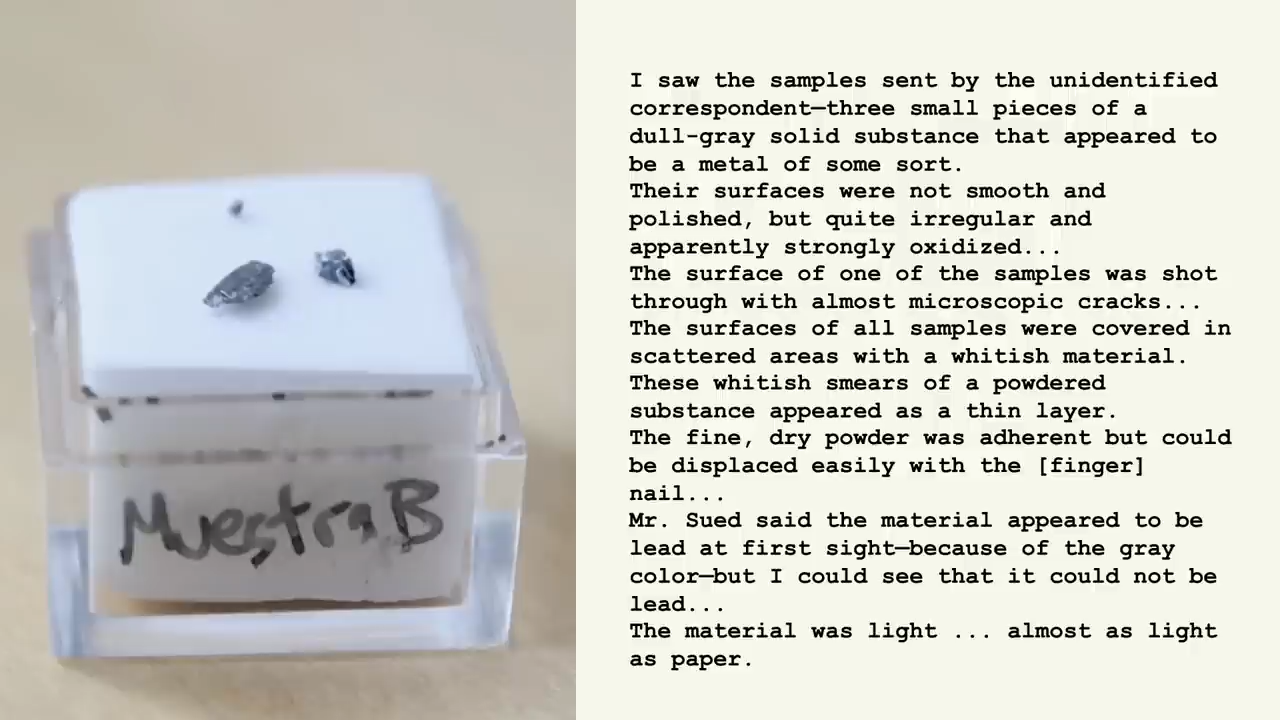 Muestra B
I saw the samples sent by the unidentified
correspondent—three small pieces of a
dull-gray solid substance that appeared to
be a metal of some sort.
Their surfaces were not smooth and
polished, but quite irregular and
apparently strongly oxidized...
The surface of one of the samples was shot
through with almost microscopic cracks...
The surfaces of all samples were covered in
scattered areas with a whitish material.
These whitish smears of a powdered
substance appeared as a thin layer.
The fine, dry powder was adherent but could
be displaced easily with the [finger]
nail...
Mr. Sued said the material appeared to be
lead at first sight—because of the gray
color—but I could see that it could not be
lead...
The material was light ... almost as light
as paper.